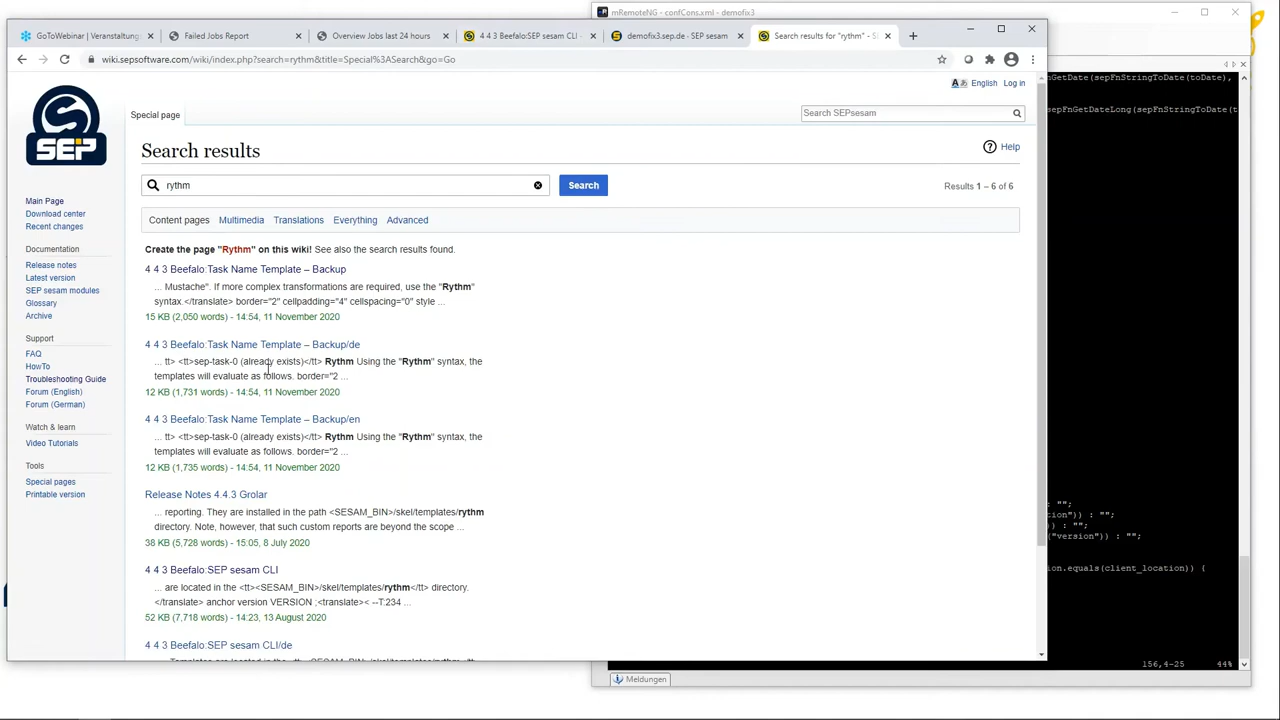 mRemoteNG - confCons.xml - demofix3
GoToWebinar | Veranstaltung
Failed Jobs Report
Overview Jobs last 24 hours
4 4 3 Beefalo:SEP sesam CLI -
demofix3.sep.de - SEP sesam
Search results for "rythm" - SE
wiki.sepsoftware.com/wiki/index.php?search=rythm&title=Special%3ASearch&go=Go
English Log in
Special page
Search SEPsesam
SEP
Search results
Help
rythm
Search
Results 1 – 6 of 6
Main Page
Download center
Recent changes
Documentation
Release notes
Latest version
SEP sesam modules
Glossary
Archive
Support
FAQ
HowTo
Troubleshooting Guide
Forum (English)
Forum (German)
Watch & learn
Video Tutorials
Tools
Special pages
Printable version
Content pages Multimedia Translations Everything Advanced
Create the page "Rythm" on this wiki! See also the search results found.
4 4 3 Beefalo:Task Name Template – Backup
... Mustache". If more complex transformations are required, use the "Rythm"
syntax.</translate> border="2" cellpadding="4" cellspacing="0" style ...
15 KB (2,050 words) - 14:54, 11 November 2020
4 4 3 Beefalo:Task Name Template – Backup/de
... tt> <tt>sep-task-0 (already exists)</tt> Rythm Using the "Rythm" syntax, the
templates will evaluate as follows. border="2 ...
12 KB (1,731 words) - 14:54, 11 November 2020
4 4 3 Beefalo:Task Name Template – Backup/en
... tt> <tt>sep-task-0 (already exists)</tt> Rythm Using the "Rythm" syntax, the
templates will evaluate as follows. border="2 ...
12 KB (1,735 words) - 14:54, 11 November 2020
Release Notes 4.4.3 Grolar
... reporting. They are installed in the path <SESAM_BIN>/skel/templates/rythm
directory. Note, however, that such custom reports are beyond the scope ...
38 KB (5,728 words) - 15:05, 8 July 2020
4 4 3 Beefalo:SEP sesam CLI
... are located in the <tt><SESAM_BIN>/skel/templates/rythm</tt> directory.
</translate> anchor version VERSION ;<translate>< --T:234 ...
52 KB (7,718 words) - 14:23, 13 August 2020
4 4 3 Beefalo:SEP sesam CLI/de
nGetDate(sepFnStringToDate(toDate),
sepFnGetDateLong(sepFnStringToDate(t
: "";
ion")) : "";
)) : "";
("version")) : "";
ion.equals(client_location)) {
156,4-25 44%
Meldungen